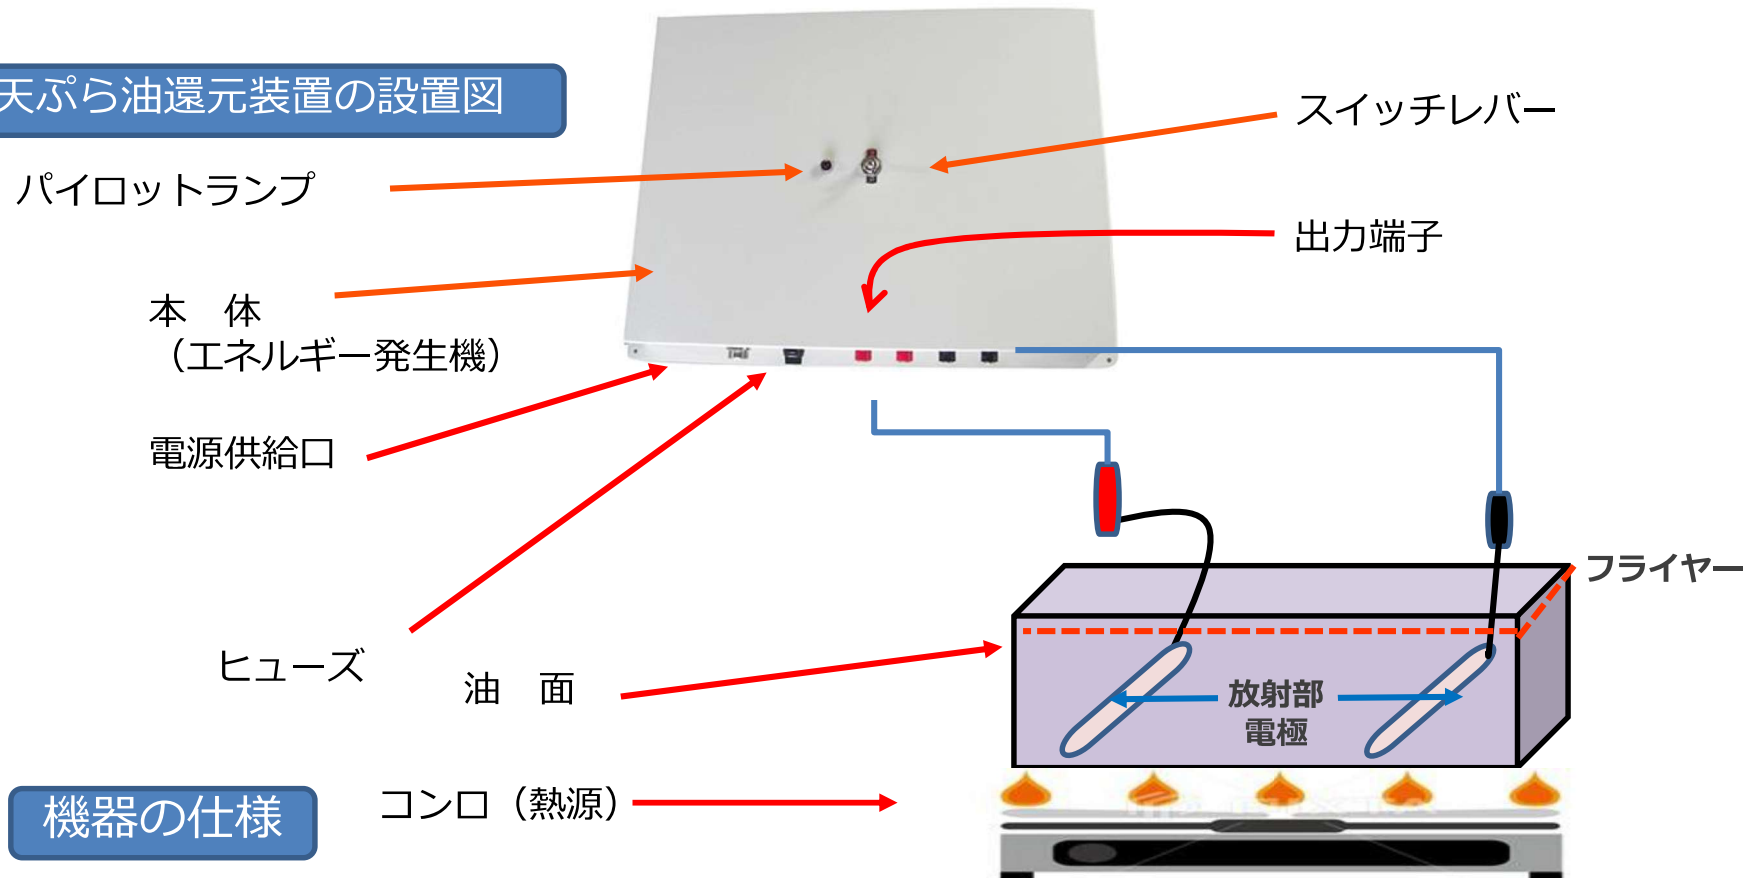 天ぷら油還元装置の設置図
スイッチレバー
パイロットランプ
出力端子
本　体
（エネルギー発生機）
電源供給口
フライヤー
ヒューズ
油　面
放射部
電極
コンロ（熱源）
機器の仕様